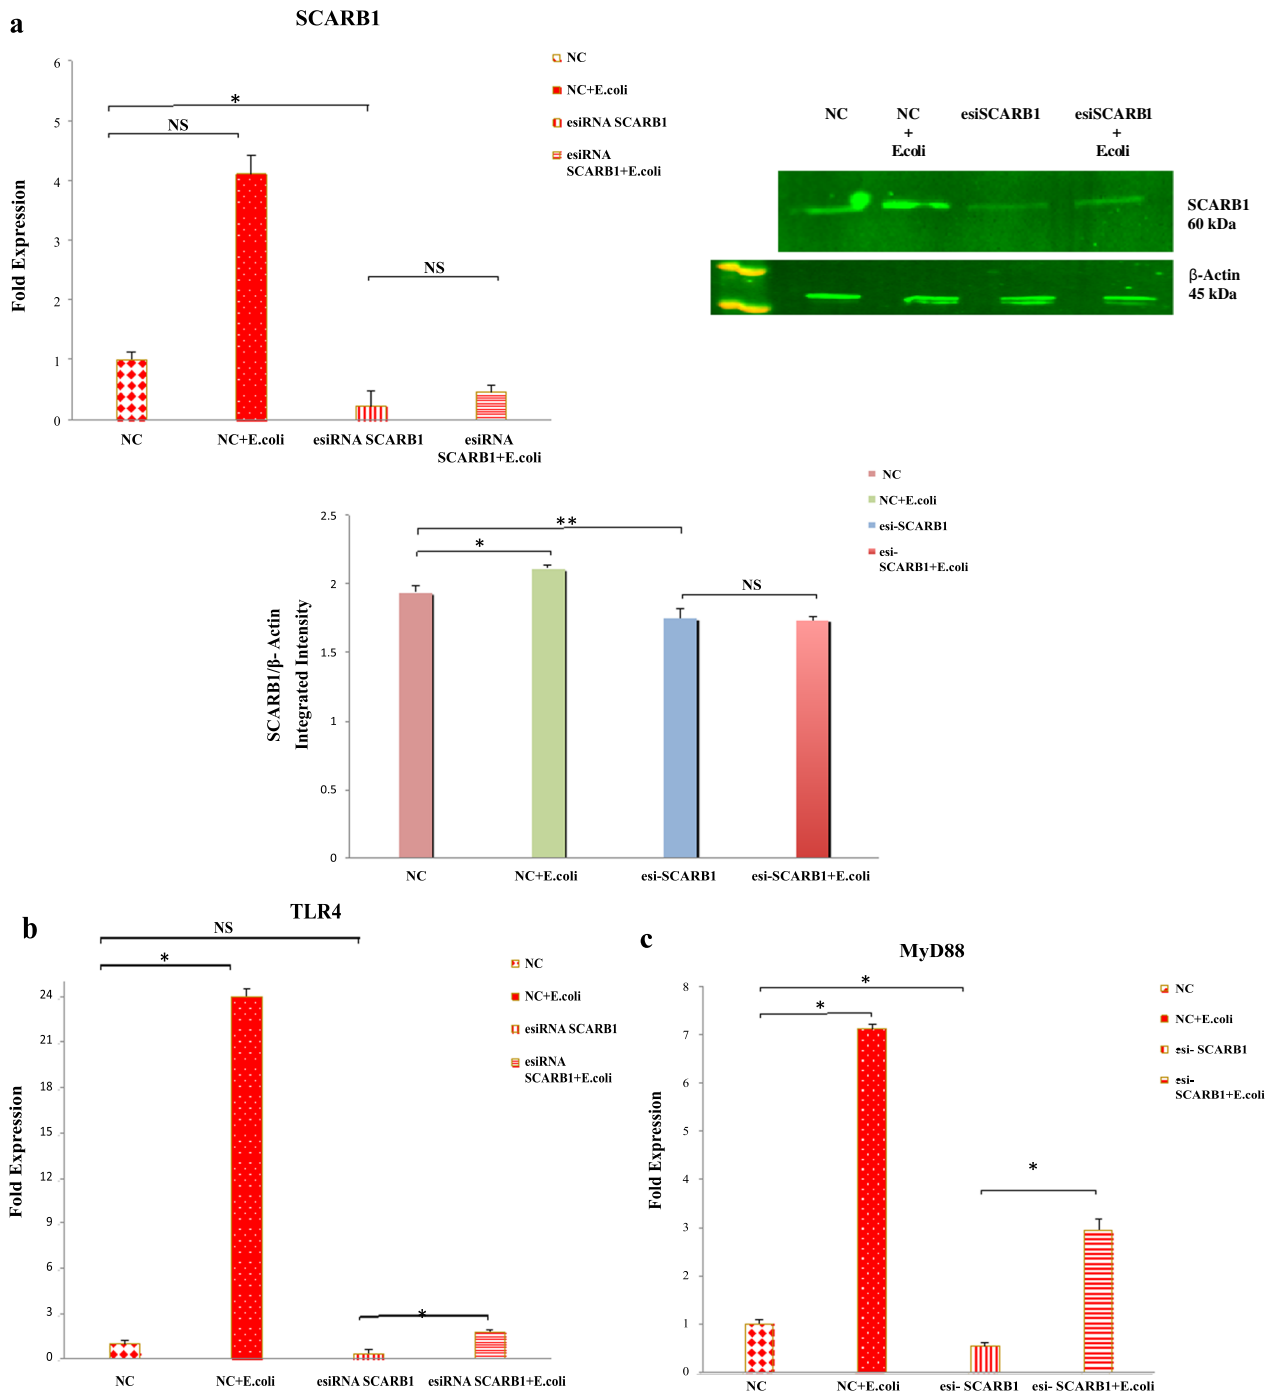 a
SCARB1
6
5
4
3
2
1
0
Fold Expression
*
NS
NS
NC
NC+E.coli
esiRNA SCARB1
esiRNA
SCARB1+E.coli
NC
NC+E.coli
esiRNA SCARB1
esiRNA
SCARB1+E.coli
NC
NC
+
E.coli
esiSCARB1
esiSCARB1
+
E.coli
SCARB1
60 kDa
β-Actin
45 kDa
NC
NC+E.coli
esi-SCARB1
esi-
SCARB1+E.coli
2.5
2
1.5
1
0.5
0
SCARB1/β- Actin
Integrated Intensity
**
*
NS
NC
NC+E.coli
esi-SCARB1
esi-SCARB1+E.coli
b
TLR4
NS
*
24
21
18
15
12
9
6
3
0
Fold Expression
*
NC
NC+E.coli
esiRNA SCARB1
esiRNA
SCARB1+E.coli
NC
NC+E.coli
esiRNA SCARB1
esiRNA SCARB1+E.coli
c
MyD88
8
7
6
5
4
3
2
1
0
Fold Expression
*
*
*
NC
NC+E.coli
esi- SCARB1
esi-
SCARB1+E.coli
NC
NC+E.coli
esi- SCARB1
esi- SCARB1+E.coli